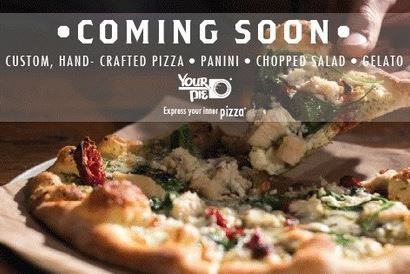 • COMING SOON •
CUSTOM, HAND- CRAFTED PIZZA • PANINI • CHOPPED SALAD • GELATO
YOUR
PIE
Express your inner pizza